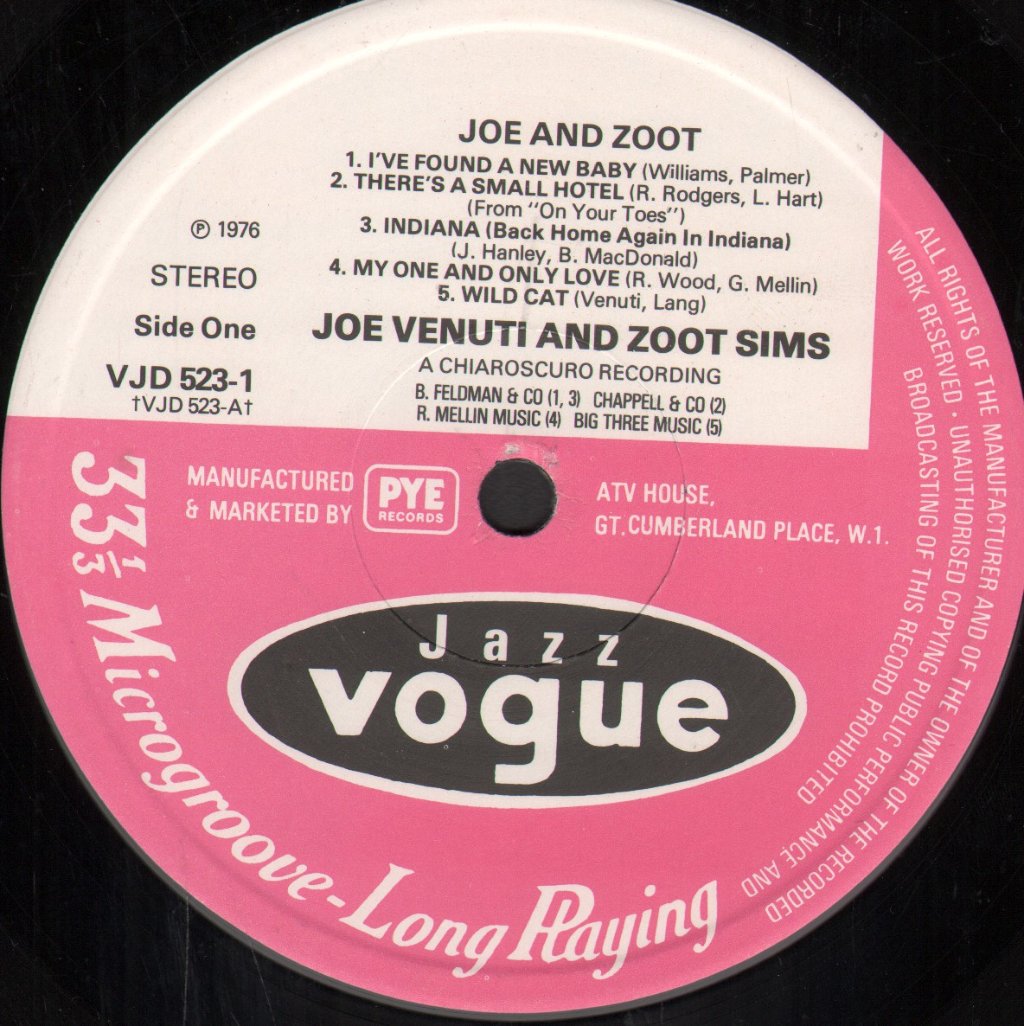 JOE AND ZOOT
1. I'VE FOUND A NEW BABY (Williams, Palmer)
2. THERE'S A SMALL HOTEL (R. Rodgers, L. Hart)
(From "On Your Toes")
3. INDIANA (Back Home Again In Indiana)
(J. Hanley, B. MacDonald)
4. MY ONE AND ONLY LOVE (R. Wood, G. Mellin)
5. WILD CAT (Venuti, Lang)
℗ 1976
STEREO
Side One
VJD 523-1
†VJD 523-A†
JOE VENUTI AND ZOOT SIMS
A CHIAROSCURO RECORDING
B. FELDMAN & CO (1, 3) CHAPPELL & CO (2)
R. MELLIN MUSIC (4) BIG THREE MUSIC (5)
MANUFACTURED
& MARKETED BY
PYE
RECORDS
ATV HOUSE,
GT. CUMBERLAND PLACE, W.1.
Jazz
vogue
33⅓ Microgroove-Long Playing
ALL RIGHTS OF THE MANUFACTURER AND OF THE OWNER OF THE RECORDED
WORK RESERVED · UNAUTHORISED COPYING PUBLIC PERFORMANCE AND
BROADCASTING OF THIS RECORD PROHIBITED